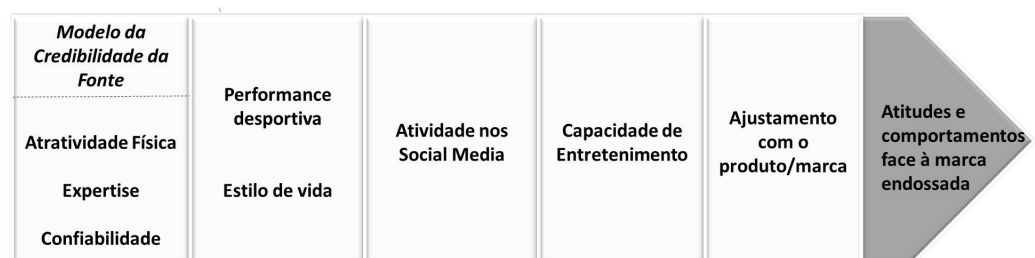 Modelo da
Credibilidade da
Fonte
Atratividade Física
Expertise
Confiabilidade
Performance
desportiva
Estilo de vida
Atividade nos
Social Media
Capacidade de
Entretenimento
Ajustamento
com o
produto/marca
Atitudes e
comportamentos
face à marca
endossada